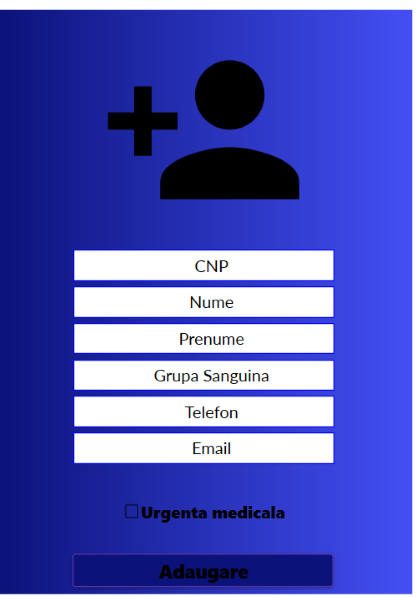 CNP
Nume
Prenume
Grupa Sanguina
Telefon
Email
Urgenta medicala
Adaugare